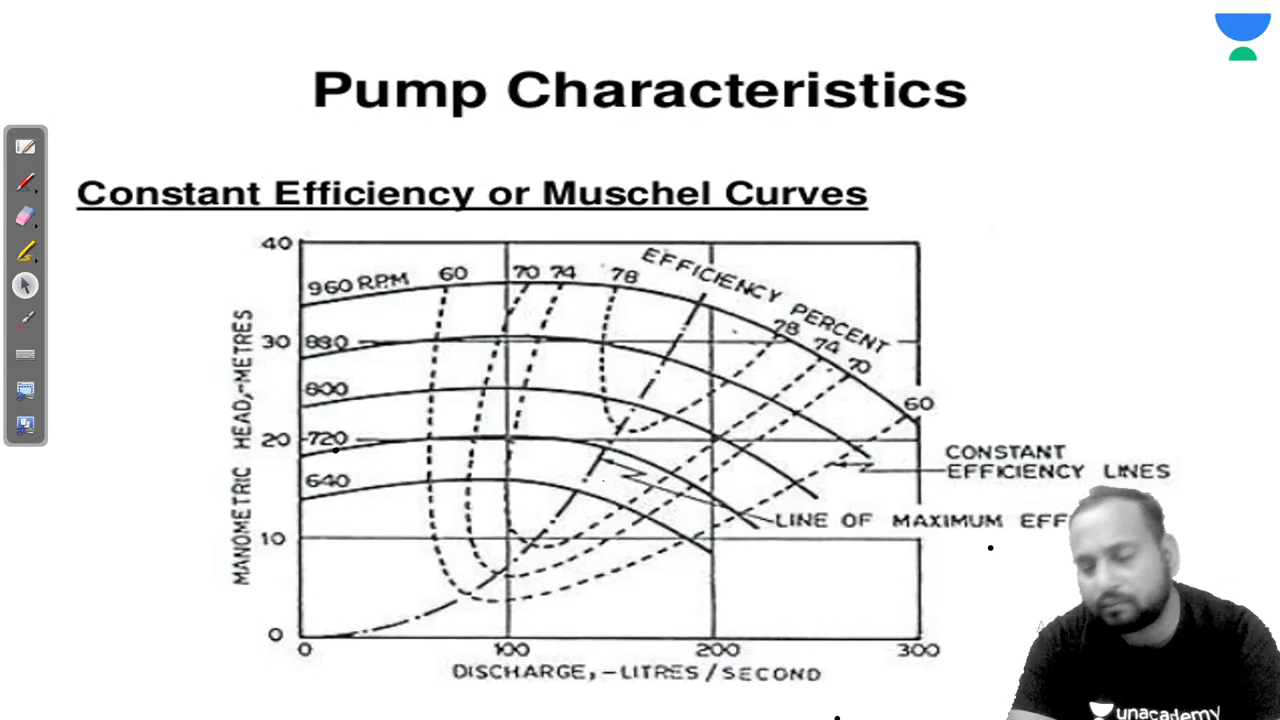 Pump Characteristics
Constant Efficiency or Muschel Curves
40
30
20
10
0
MANOMETRIC HEAD,-METRES
960 RPM
880
800
720
640
60
70
74
78
EFFICIENCY PERCENT
78
74
70
60
CONSTANT
EFFICIENCY LINES
LINE OF MAXIMUM EFF
0
100
200
300
DISCHARGE,-LITRES/SECOND
unacademy